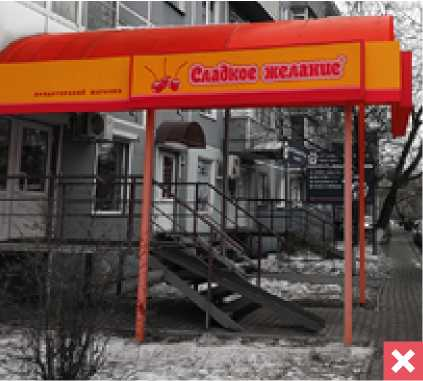 Сладкое желание
кондитерский магазин